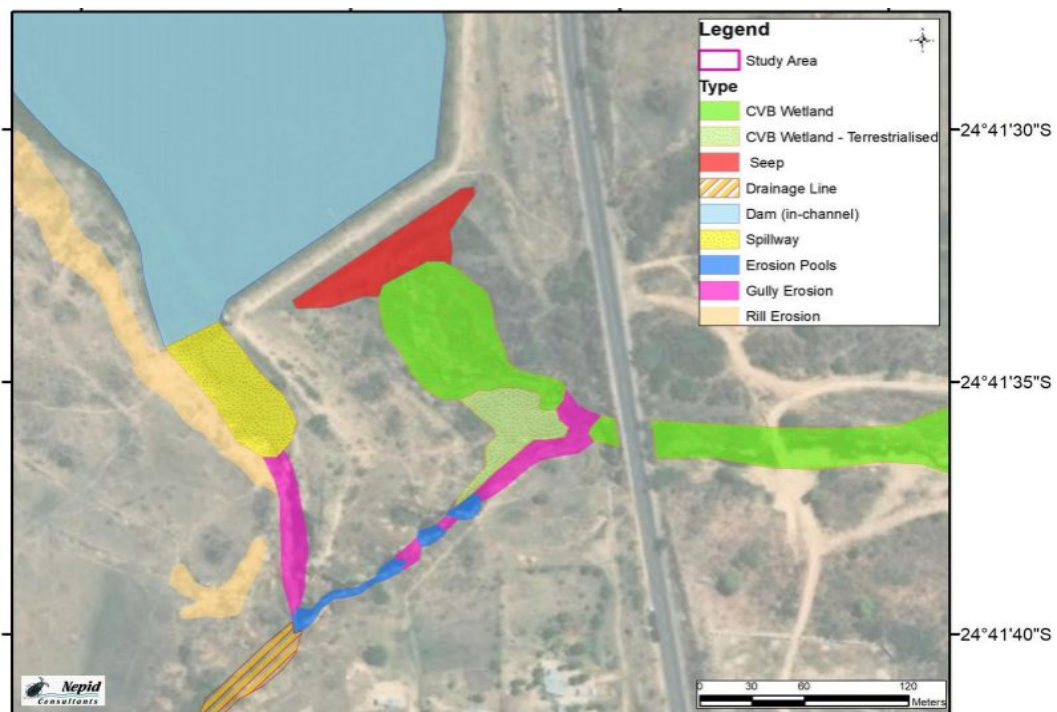 Legend
Study Area
Type
CVB Wetland
CVB Wetland - Terrestrialised
Seep
Drainage Line
Dam (in-channel)
Spillway
Erosion Pools
Gully Erosion
Rill Erosion
24°41'30"S
24°41'35"S
24°41'40"S
Nepid
Consultants
0 30 60 120
Meters